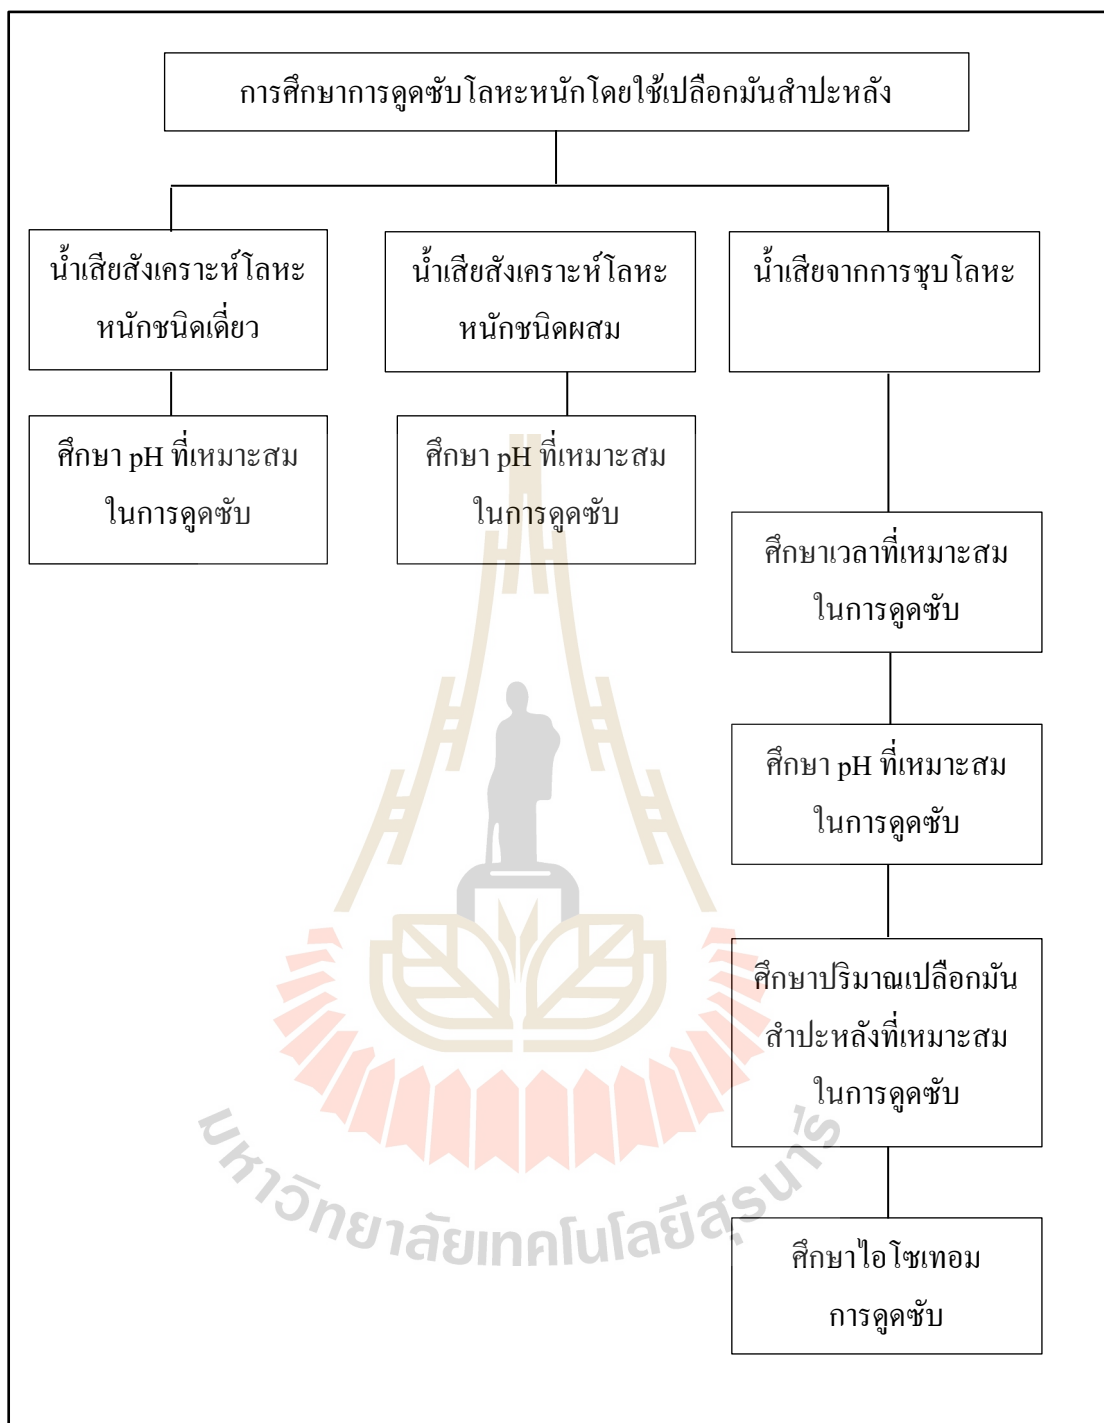 การศึกษาการดูดซับโลหะหนักโดยใช้เปลือกมันสำปะหลัง
น้ำเสียสังเคราะห์โลหะ
หนักชนิดเดี่ยว
ศึกษา pH ที่เหมาะสม
ในการดูดซับ
น้ำเสียสังเคราะห์โลหะ
หนักชนิดผสม
ศึกษา pH ที่เหมาะสม
ในการดูดซับ
น้ำเสียจากการชุบโลหะ
ศึกษาเวลาที่เหมาะสม
ในการดูดซับ
ศึกษา pH ที่เหมาะสม
ในการดูดซับ
ศึกษาปริมาณเปลือกมัน
สำปะหลังที่เหมาะสม
ในการดูดซับ
ศึกษาไอโซเทอม
การดูดซับ
มหาวิทยาลัยเทคโนโลยีสุรนารี